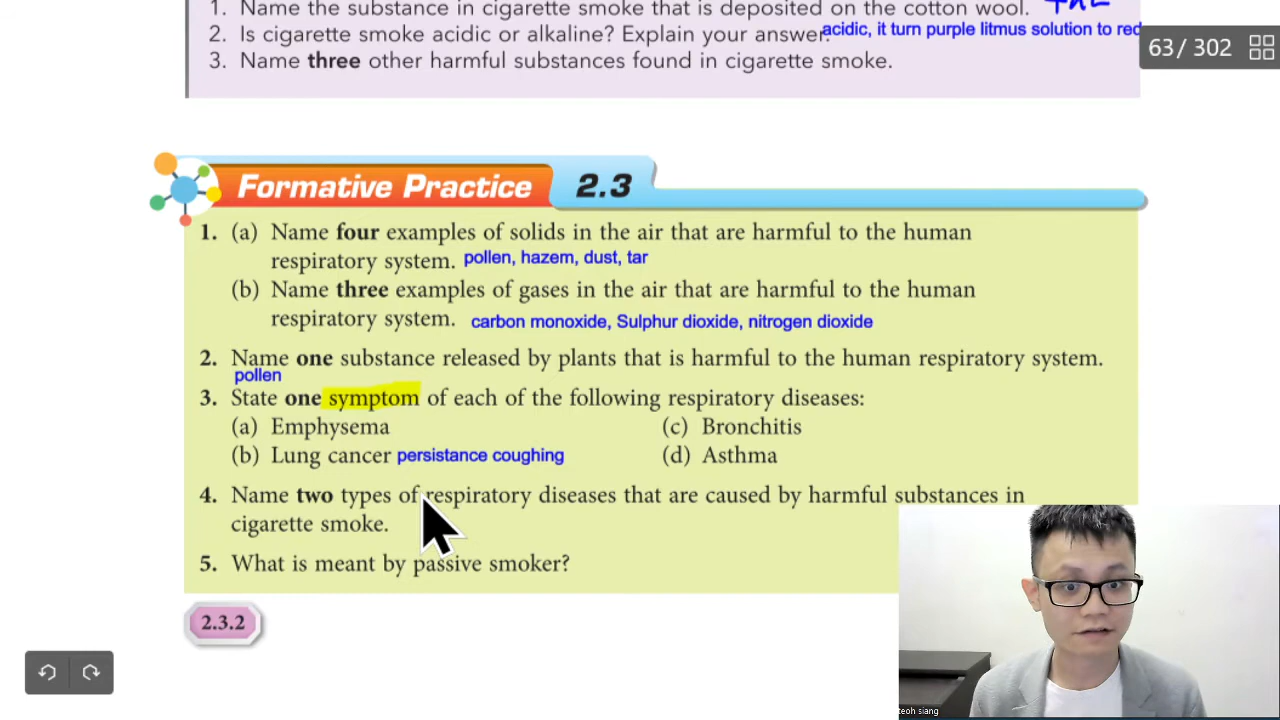 1. Name the substance in cigarette smoke that is deposited on the cotton wool. tar
2. Is cigarette smoke acidic or alkaline? Explain your answer. acidic, it turn purple litmus solution to red
63/ 302
3. Name three other harmful substances found in cigarette smoke.
Formative Practice 2.3
1. (a) Name four examples of solids in the air that are harmful to the human
respiratory system. pollen, hazem, dust, tar
(b) Name three examples of gases in the air that are harmful to the human
respiratory system. carbon monoxide, Sulphur dioxide, nitrogen dioxide
2. Name one substance released by plants that is harmful to the human respiratory system.
pollen
3. State one symptom of each of the following respiratory diseases:
(a) Emphysema (c) Bronchitis
(b) Lung cancer persistance coughing (d) Asthma
4. Name two types of respiratory diseases that are caused by harmful substances in
cigarette smoke.
5. What is meant by passive smoker?
2.3.2
teoh siang